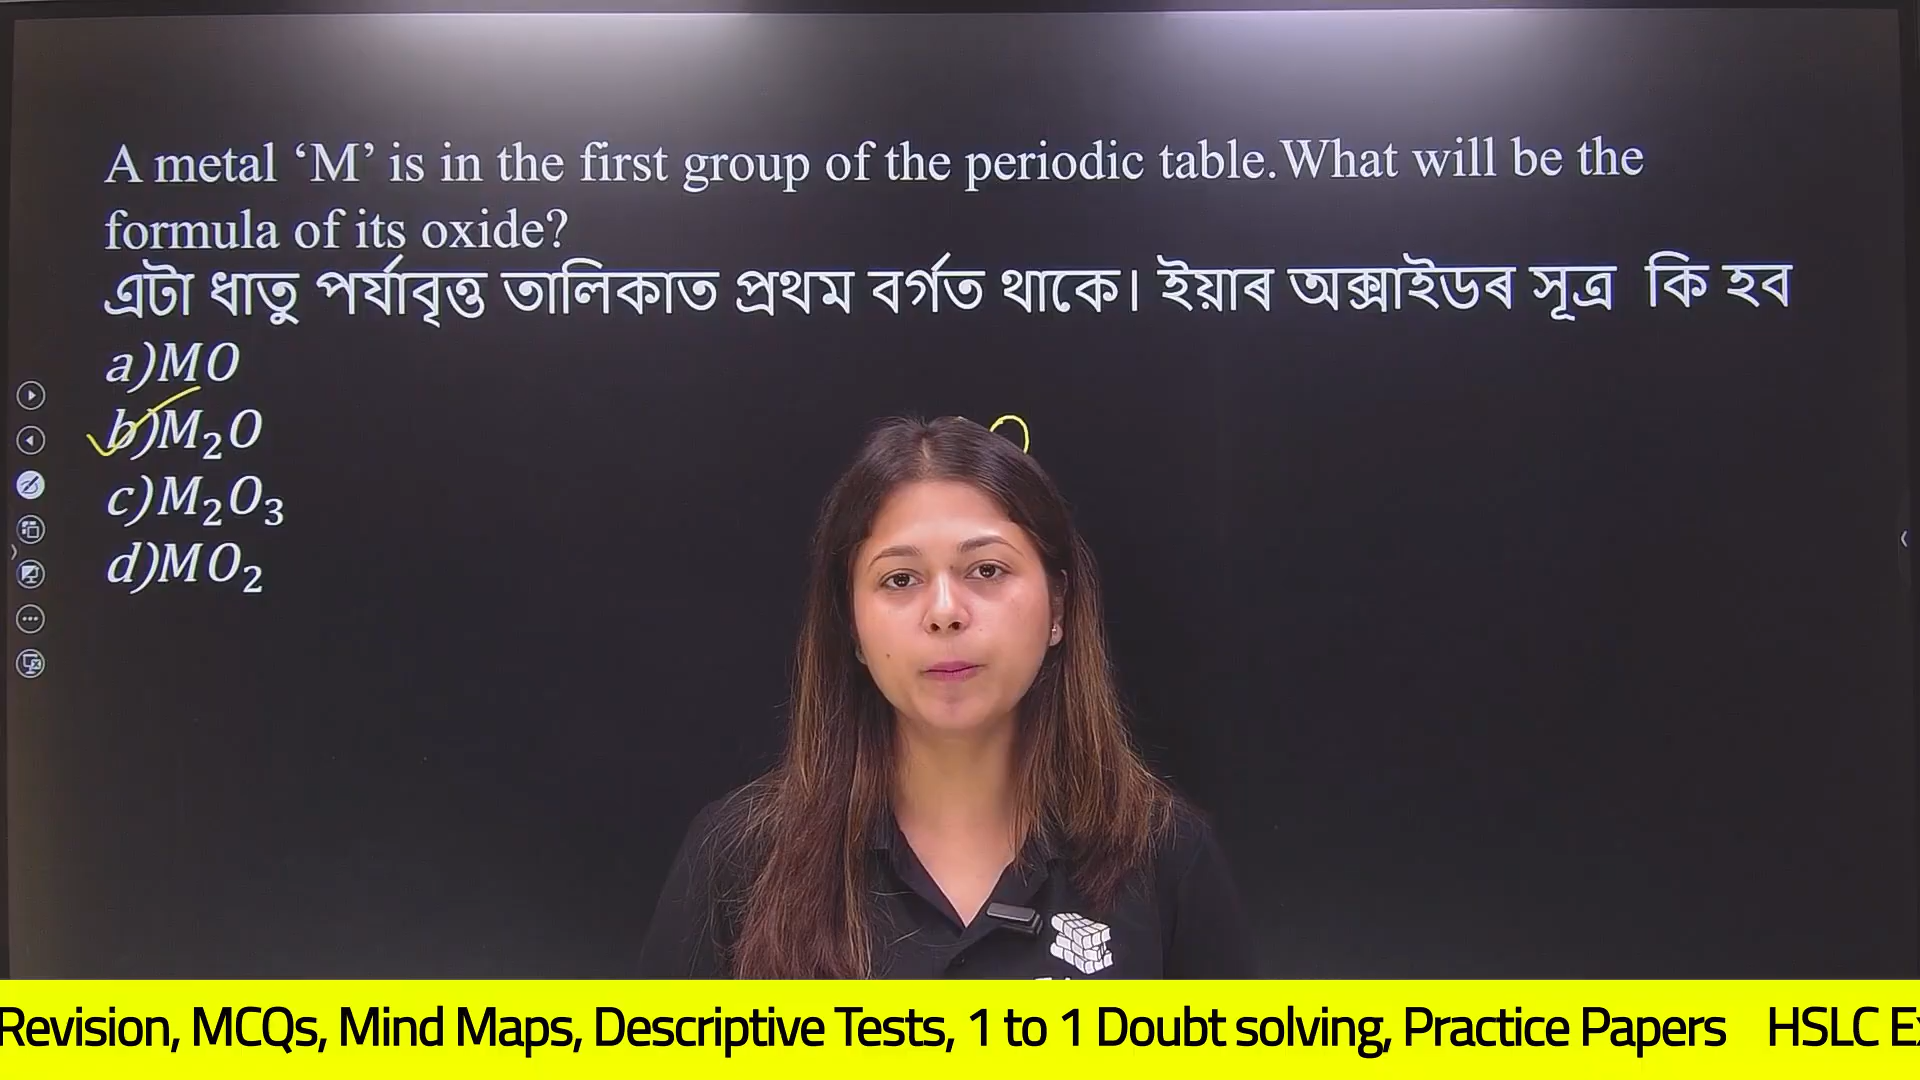 A metal ‘M’ is in the first group of the periodic table.What will be the
formula of its oxide?
এটা ধাতু পৰ্যাবৃত্ত তালিকাত প্ৰথম বৰ্গত থাকে। ইয়াৰ অক্সাইডৰ সূত্ৰ কি হব
a)MO
b)M₂O
c)M₂O₃
d)MO₂
Revision, MCQs, Mind Maps, Descriptive Tests, 1 to 1 Doubt solving, Practice Papers HSLC